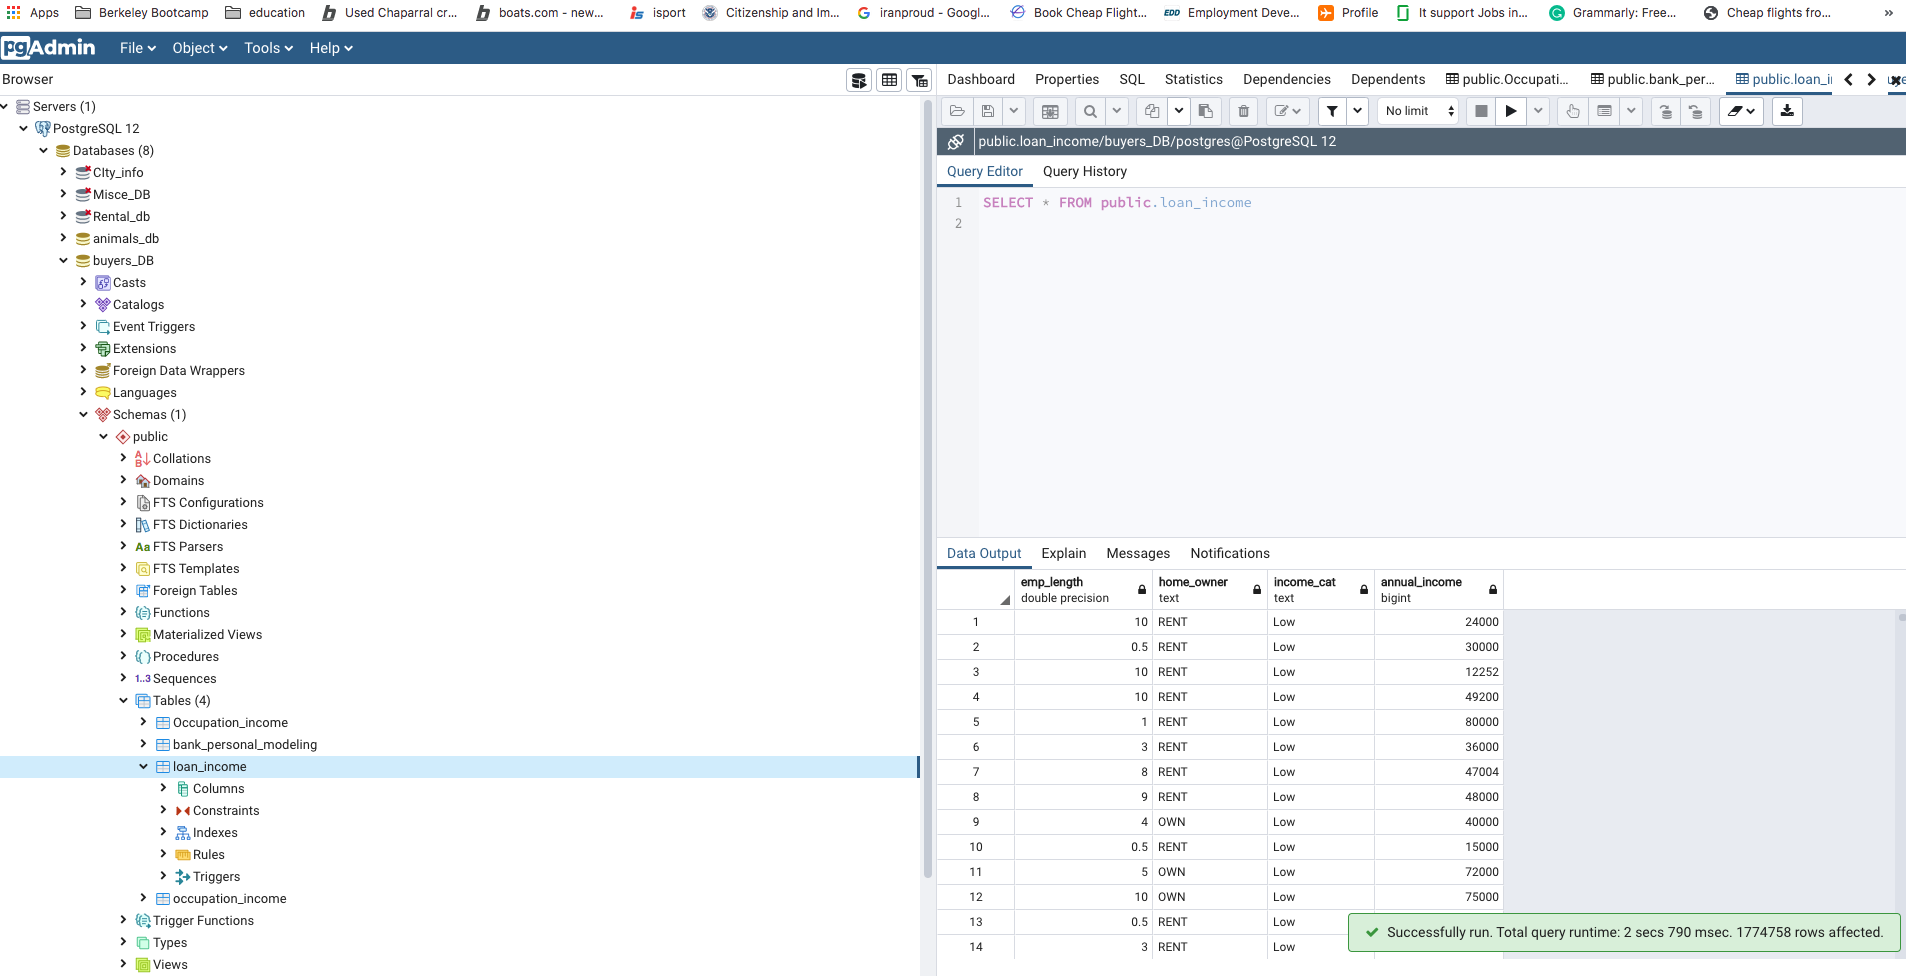 Apps Berkeley Bootcamp education Used Chaparral cr... boats.com - new... isport Citizenship and Im... iranproud - Googl... Book Cheap Flight... EDD Employment Deve... Profile It support Jobs in... Grammarly: Free... Cheap flights fro... »
pgAdmin File Object Tools Help
Browser
Servers (1)
PostgreSQL 12
Databases (8)
CIty_info
Misce_DB
Rental_db
animals_db
buyers_DB
Casts
Catalogs
Event Triggers
Extensions
Foreign Data Wrappers
Languages
Schemas (1)
public
Collations
Domains
FTS Configurations
FTS Dictionaries
Aa FTS Parsers
FTS Templates
Foreign Tables
Functions
Materialized Views
Procedures
1..3 Sequences
Tables (4)
Occupation_income
bank_personal_modeling
loan_income
Columns
Constraints
Indexes
Rules
Triggers
occupation_income
Trigger Functions
Types
Views
Dashboard Properties SQL Statistics Dependencies Dependents public.Occupati... public.bank_per... public.loan_i
No limit
public.loan_income/buyers_DB/postgres@PostgreSQL 12
Query Editor Query History
1 SELECT * FROM public.loan_income
2
Data Output Explain Messages Notifications
emp_length home_owner income_cat annual_income
double precision text text bigint
1 10 RENT Low 24000
2 0.5 RENT Low 30000
3 10 RENT Low 12252
4 10 RENT Low 49200
5 1 RENT Low 80000
6 3 RENT Low 36000
7 8 RENT Low 47004
8 9 RENT Low 48000
9 4 OWN Low 40000
10 0.5 RENT Low 15000
11 5 OWN Low 72000
12 10 OWN Low 75000
13 0.5 RENT Low
14 3 RENT Low
Successfully run. Total query runtime: 2 secs 790 msec. 1774758 rows affected.